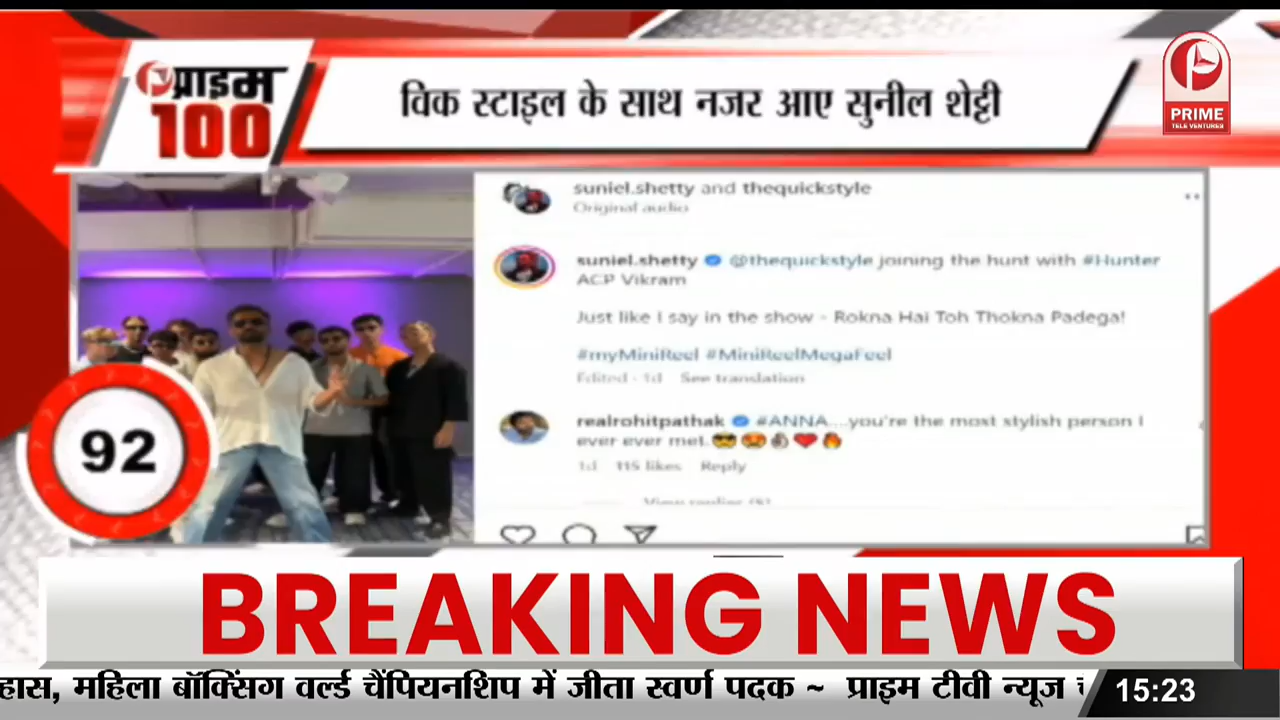 प्राइम
100
विक स्टाइल के साथ नजर आए सुनील शेट्टी
PRIME
TELE VENTURES
suniel.shetty and thequickstyle
Original audio
suniel.shetty @thequickstyle joining the hunt with #Hunter
ACP Vikram
Just like I say in the show - Rokna Hai Toh Thokna Padega!
#myMiniReel #MiniReelMegaFeel
Edited · 1d See translation
realrohitpathak #ANNA....you're the most stylish person I
ever ever met.😎🤩👌🏻❤️🔥
1d 115 likes Reply
View replies (8)
92
BREAKING NEWS
हास, महिला बॉक्सिंग वर्ल्ड चैंपियनशिप में जीता स्वर्ण पदक ~ प्राइम टीवी न्यूज
15:23